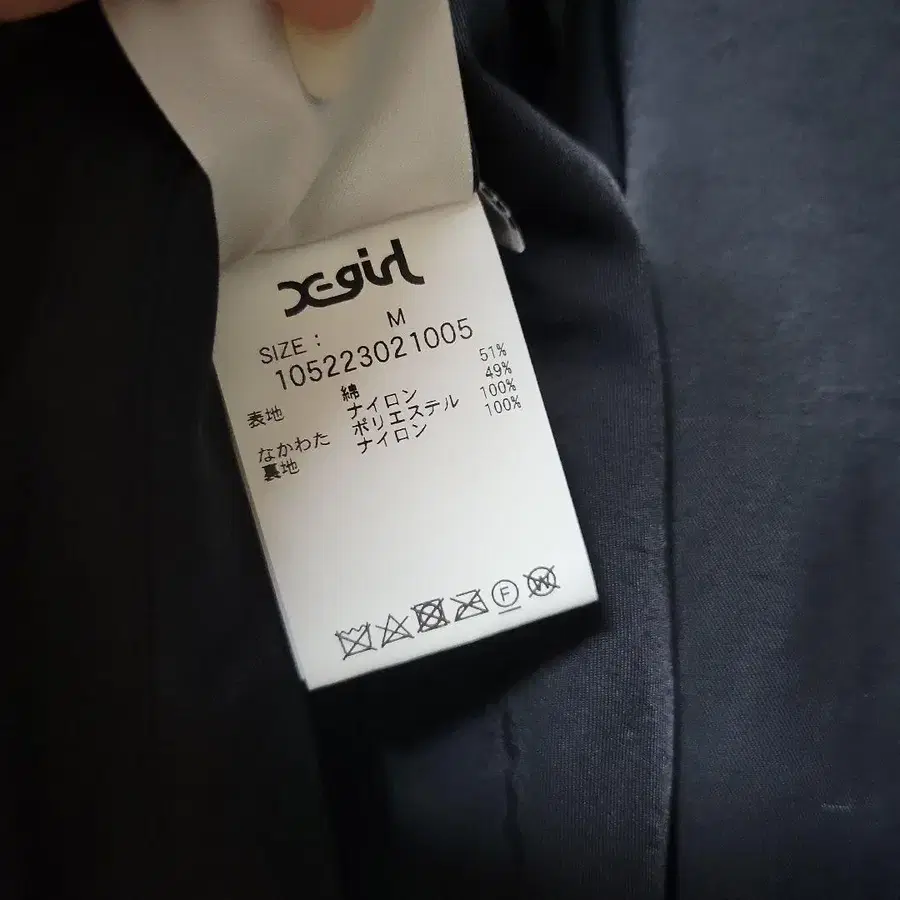 X-girl
SIZE : M
105223021005
表地 綿 51%
ナイロン 49%
なかわた ポリエステル 100%
裏地 ナイロン 100%
F W